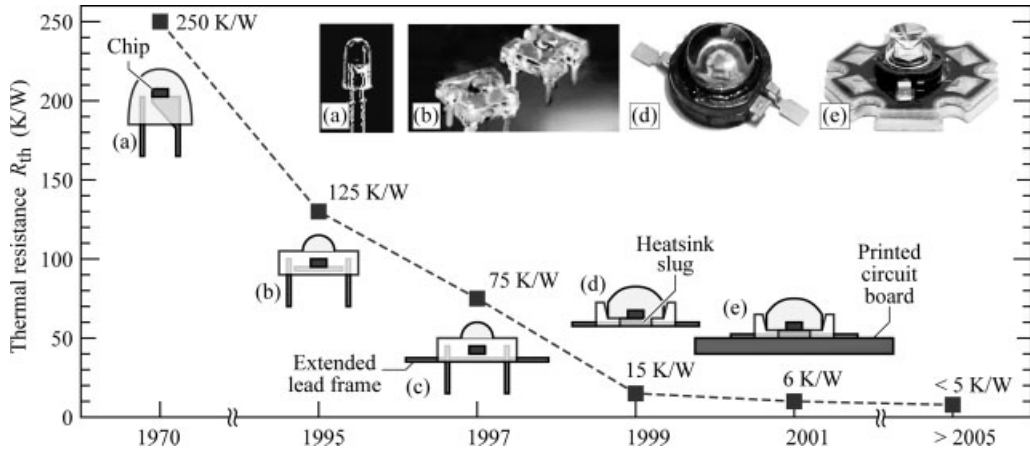 Thermal resistance Rth (K/W)
250
200
150
100
50
0
1970
1995
1997
1999
2001
> 2005
250 K/W
125 K/W
75 K/W
15 K/W
6 K/W
< 5 K/W
Chip
(a)
(a)
(b)
(d)
(e)
(b)
Extended
lead frame
(c)
(d)
Heatsink
slug
(e)
Printed
circuit
board